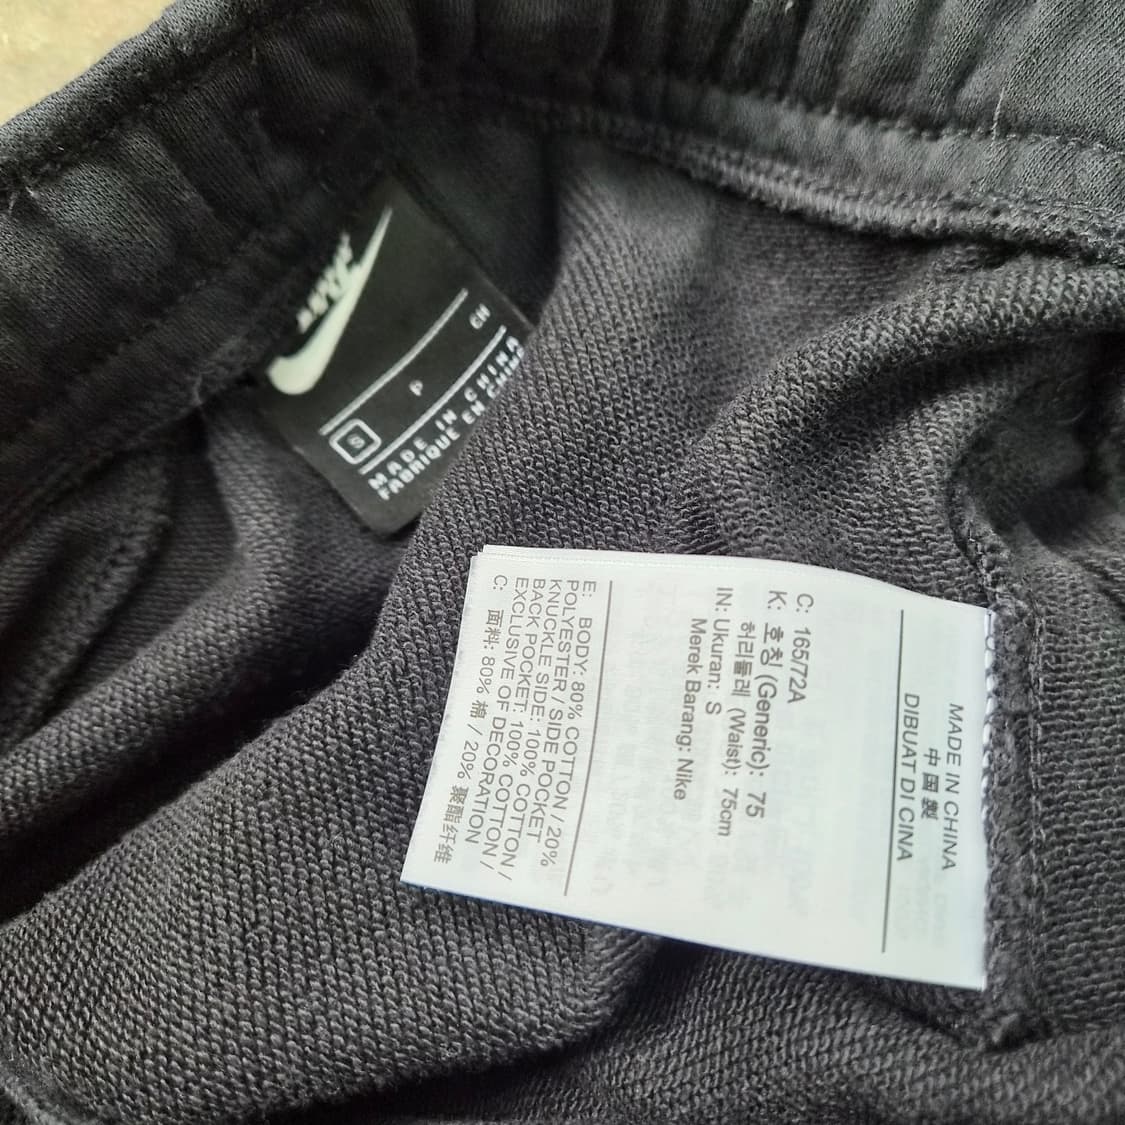 S
P
CH
MADE IN CHINA
FABRIQUÉ EN CHINE
MADE IN CHINA
中国製
DIBUAT DI CINA
C: 165/72A
K: 호칭 (Generic): 75
허리둘레 (Waist): 75cm
IN: Ukuran: S
Merek Barang: Nike
E: BODY: 80% COTTON / 20%
POLYESTER / SIDE POCKET
KNUCKLE SIDE: 100% COTTON /
BACK POCKET: 100% COTTON /
EXCLUSIVE OF DECORATION
C: 面料: 80% 棉 / 20% 聚酯纤维